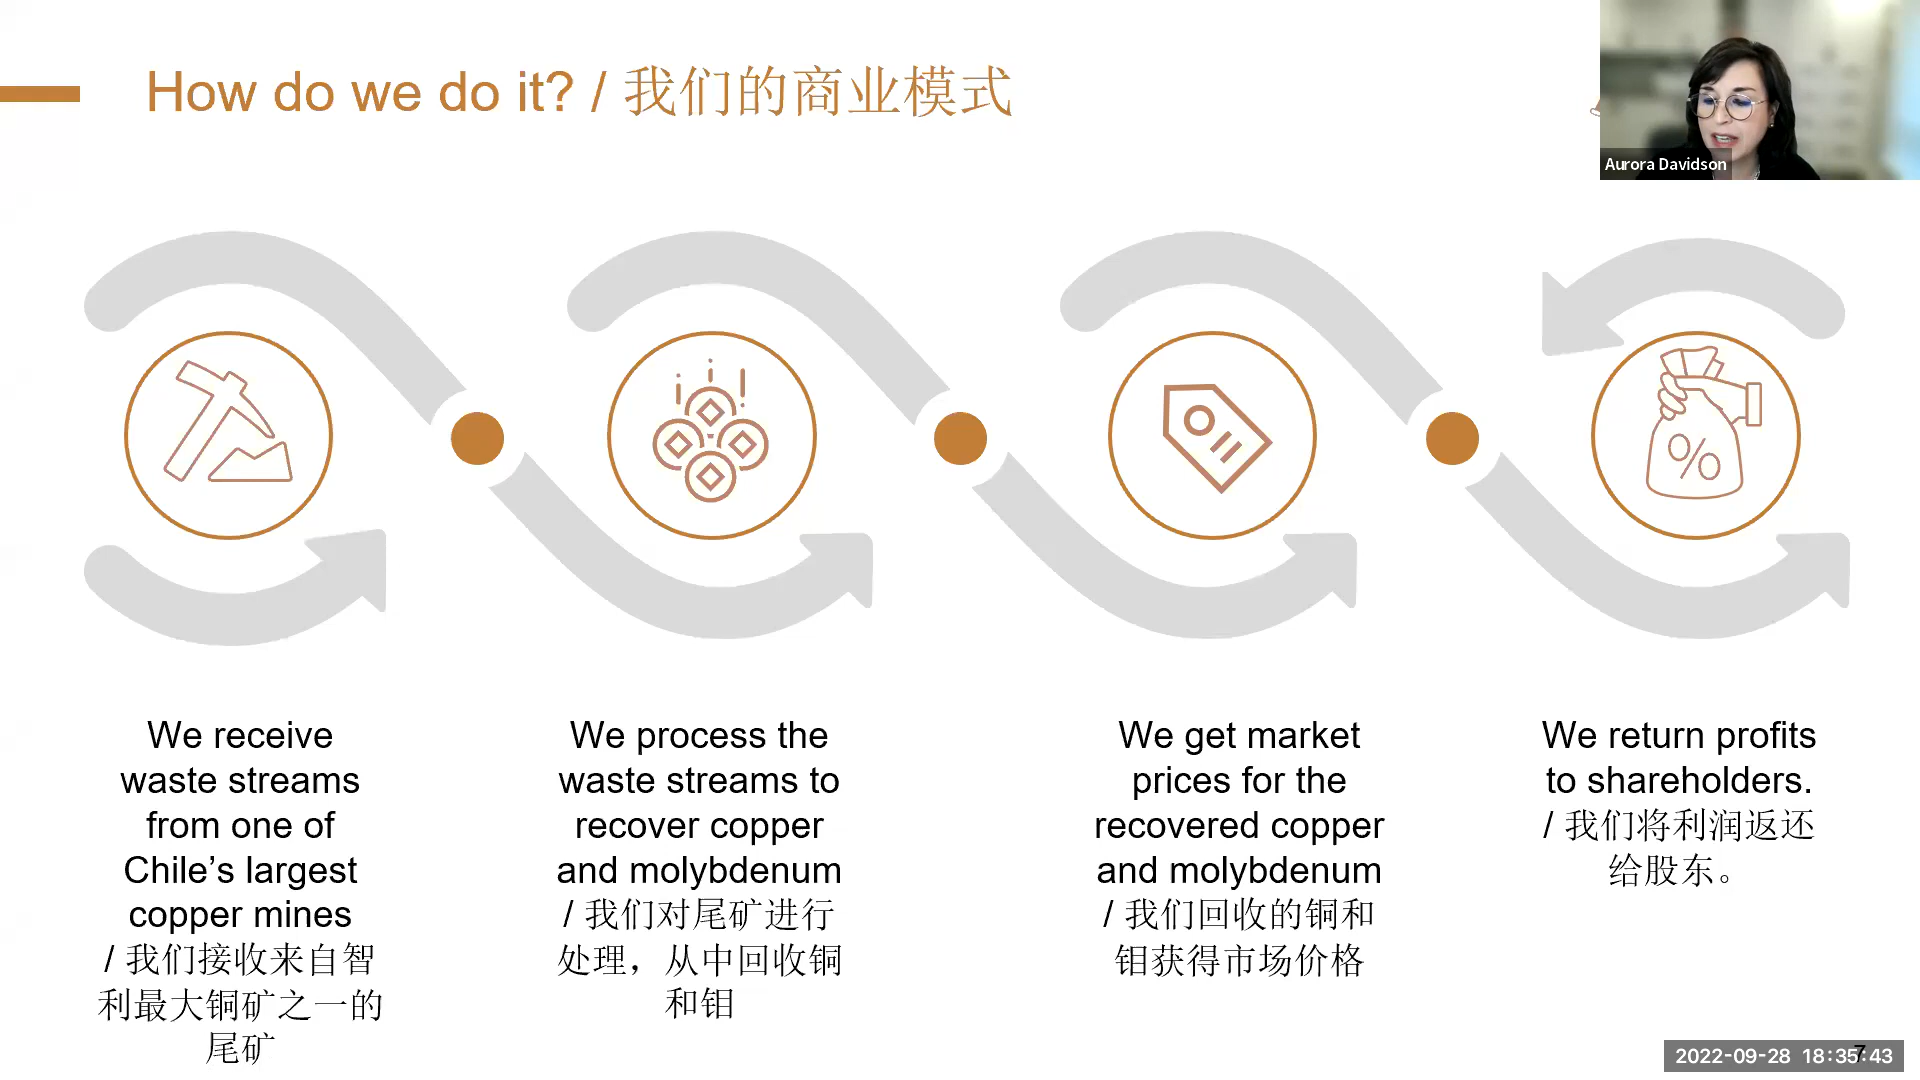 How do we do it? / 我们的商业模式
Aurora Davidson
We receive
waste streams
from one of
Chile’s largest
copper mines
/ 我们接收来自智
利最大铜矿之一的
尾矿
We process the
waste streams to
recover copper
and molybdenum
/ 我们对尾矿进行
处理，从中回收铜
和钼
We get market
prices for the
recovered copper
and molybdenum
/ 我们回收的铜和
钼获得市场价格
We return profits
to shareholders.
/ 我们将利润返还
给股东。
7
2022-09-28 18:35:43